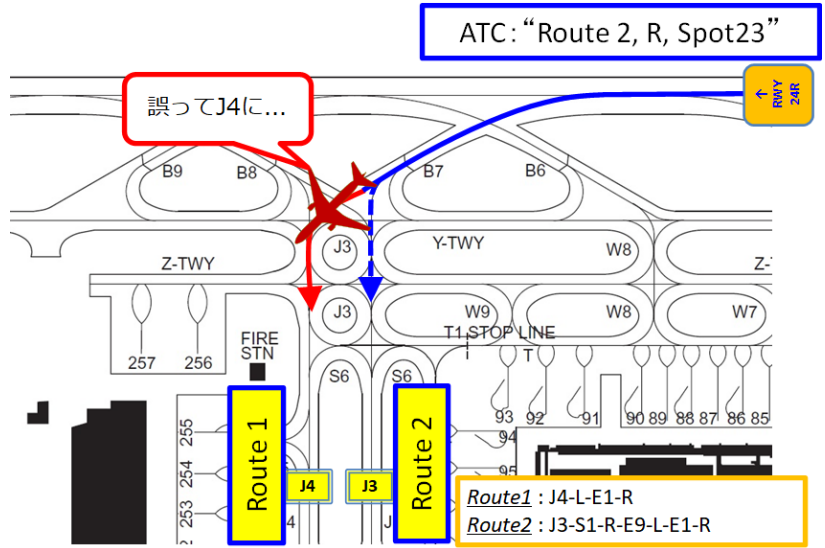 ATC：“Route 2, R, Spot23”
←
RWY
24R
誤ってJ4に…
B9
B8
B7
B6
J3
Y-TWY
W8
Z-TWY
Z-
J3
W9
W8
W7
T1 STOP LINE
T
257
256
FIRE
STN
S6
S6
93
92
91
90
89
88
87
86
85
255
254
253
94
95
Route 1
Route 2
J4
J3
Route1 : J4-L-E1-R
Route2 : J3-S1-R-E9-L-E1-R